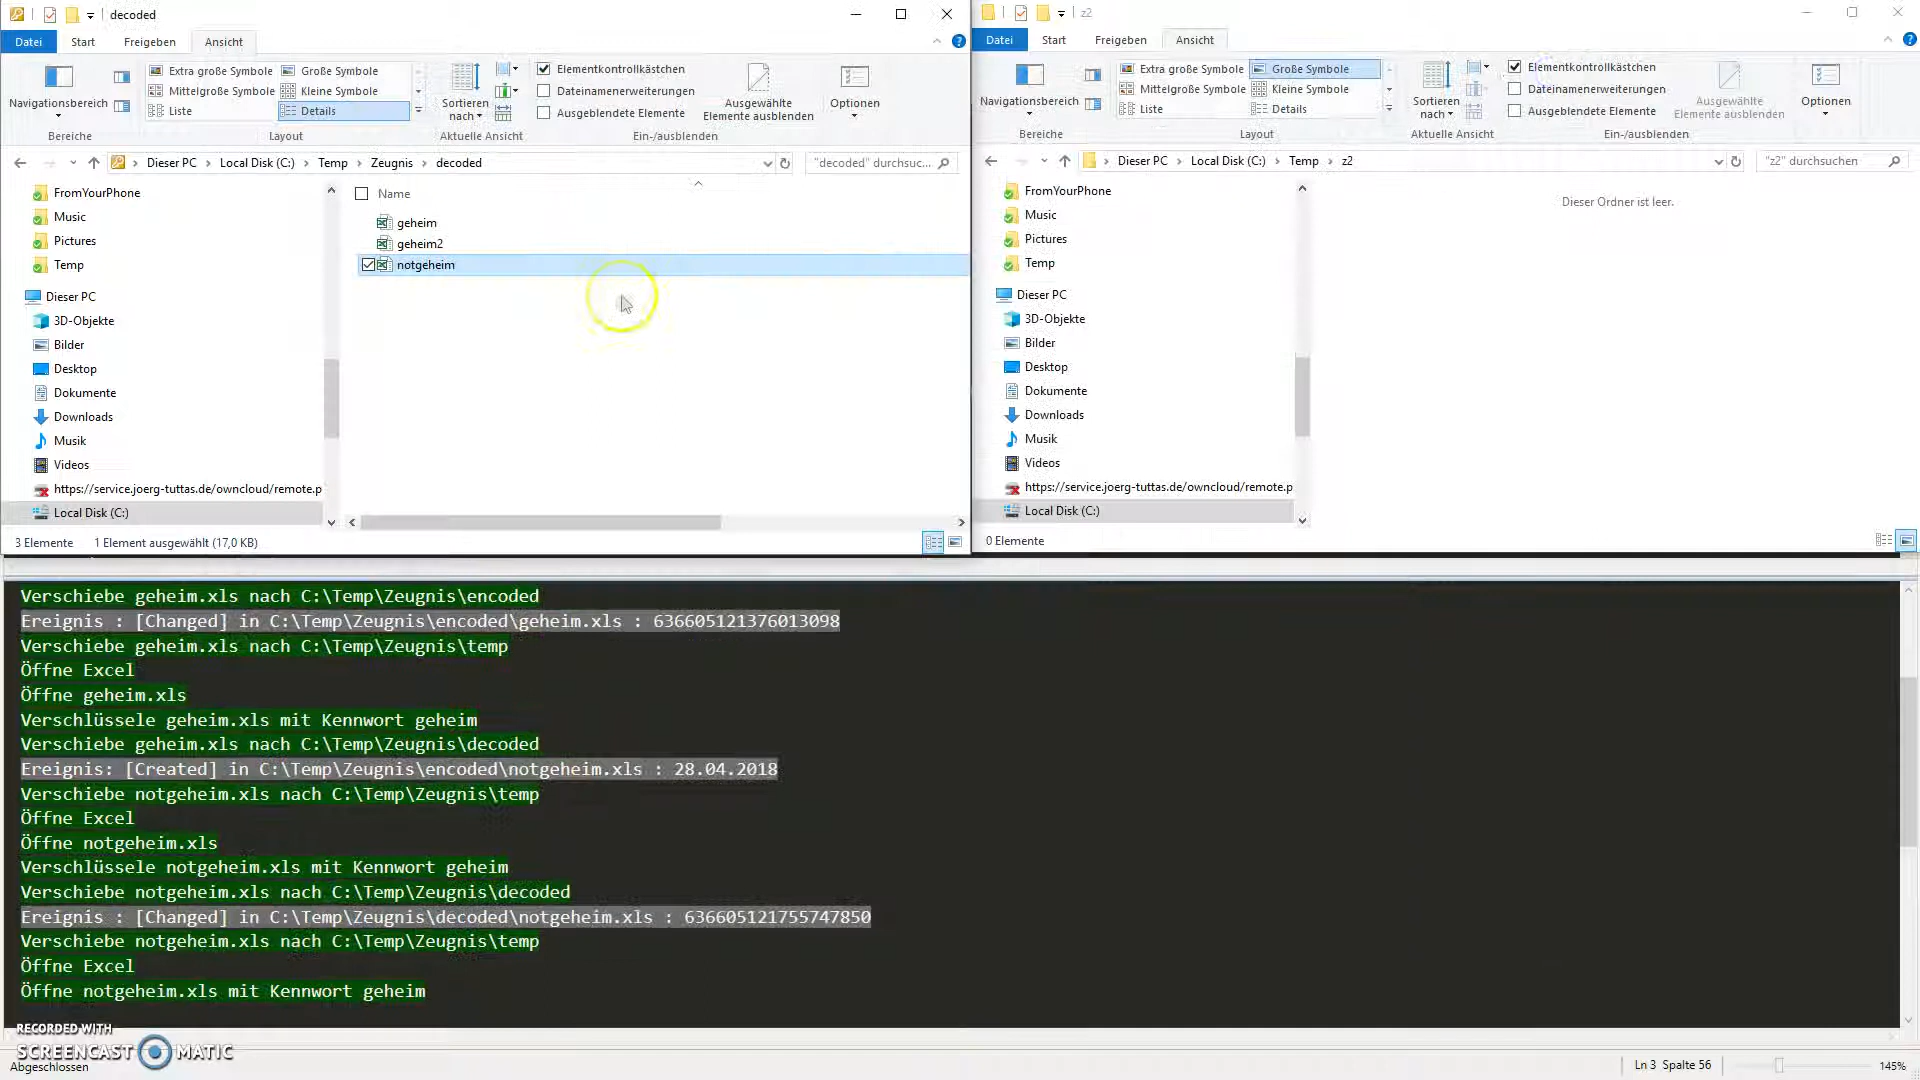 decoded
Datei
Start
Freigeben
Ansicht
Extra große Symbole
Große Symbole
Mittelgroße Symbole
Kleine Symbole
Liste
Details
Navigationsbereich
Bereiche
Layout
Sortieren nach
Aktuelle Ansicht
Elementkontrollkästchen
Dateinamenerweiterungen
Ausgeblendete Elemente
Ausgewählte
Elemente ausblenden
Optionen
Ein-/ausblenden
Dieser PC
Local Disk (C:)
Temp
Zeugnis
decoded
"decoded" durchsuc...
FromYourPhone
Music
Pictures
Temp
Dieser PC
3D-Objekte
Bilder
Desktop
Dokumente
Downloads
Musik
Videos
https://service.joerg-tuttas.de/owncloud/remote.p
Local Disk (C:)
Name
geheim
geheim2
notgeheim
3 Elemente
1 Element ausgewählt (17,0 KB)
z2
Datei
Start
Freigeben
Ansicht
Extra große Symbole
Große Symbole
Mittelgroße Symbole
Kleine Symbole
Liste
Details
Navigationsbereich
Bereiche
Layout
Sortieren nach
Aktuelle Ansicht
Elementkontrollkästchen
Dateinamenerweiterungen
Ausgeblendete Elemente
Ausgewählte
Elemente ausblenden
Optionen
Ein-/ausblenden
Dieser PC
Local Disk (C:)
Temp
z2
"z2" durchsuchen
FromYourPhone
Music
Pictures
Temp
Dieser PC
3D-Objekte
Bilder
Desktop
Dokumente
Downloads
Musik
Videos
https://service.joerg-tuttas.de/owncloud/remote.p
Local Disk (C:)
Dieser Ordner ist leer.
0 Elemente
Verschiebe geheim.xls nach C:\Temp\Zeugnis\encoded
Ereignis : [Changed] in C:\Temp\Zeugnis\encoded\geheim.xls : 636605121376013098
Verschiebe geheim.xls nach C:\Temp\Zeugnis\temp
Öffne Excel
Öffne geheim.xls
Verschlüssele geheim.xls mit Kennwort geheim
Verschiebe geheim.xls nach C:\Temp\Zeugnis\decoded
Ereignis: [Created] in C:\Temp\Zeugnis\encoded\notgeheim.xls : 28.04.2018
Verschiebe notgeheim.xls nach C:\Temp\Zeugnis\temp
Öffne Excel
Öffne notgeheim.xls
Verschlüssele notgeheim.xls mit Kennwort geheim
Verschiebe notgeheim.xls nach C:\Temp\Zeugnis\decoded
Ereignis : [Changed] in C:\Temp\Zeugnis\decoded\notgeheim.xls : 636605121755747850
Verschiebe notgeheim.xls nach C:\Temp\Zeugnis\temp
Öffne Excel
Öffne notgeheim.xls mit Kennwort geheim
RECORDED WITH
SCREENCAST MATIC
Abgeschlossen
Ln 3 Spalte 56
145%